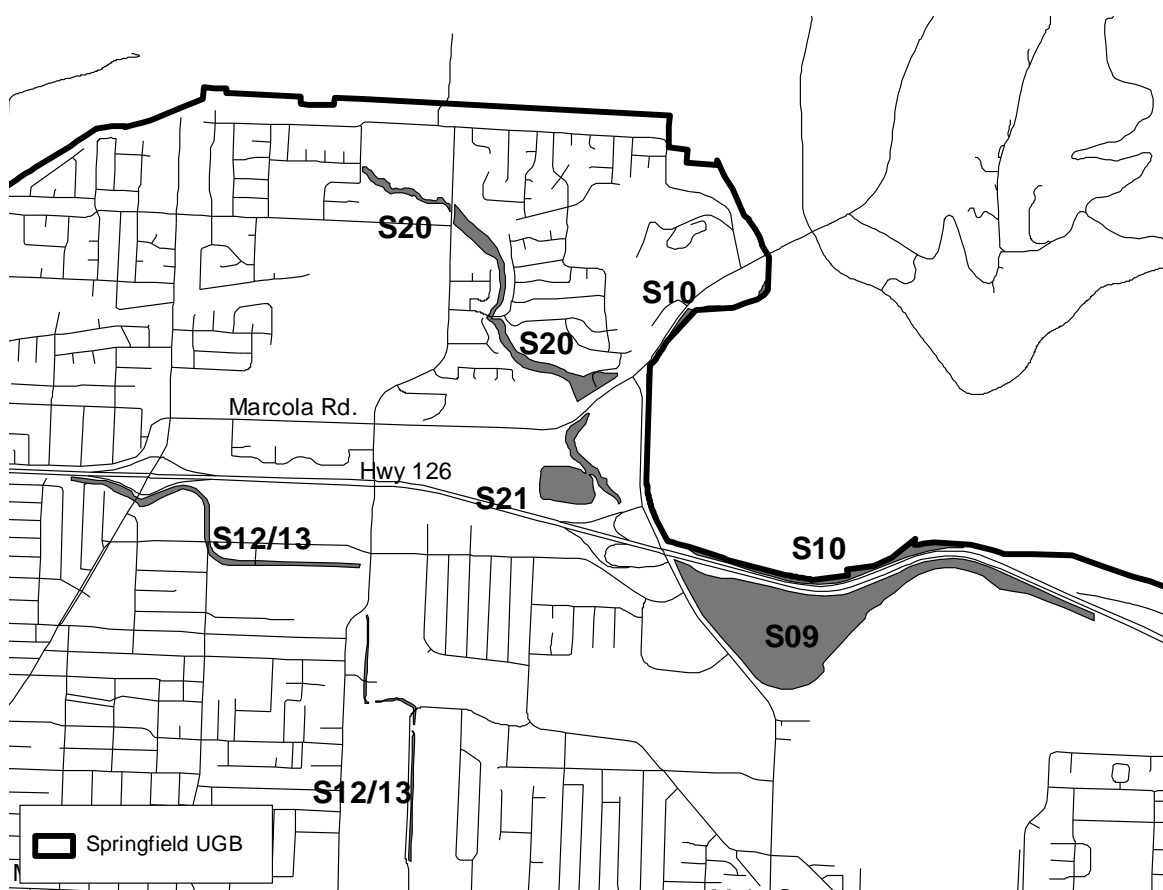 S20
S10
S20
Marcola Rd.
Hwy 126
S21
S12/13
S10
S09
S12/13
Springfield UGB